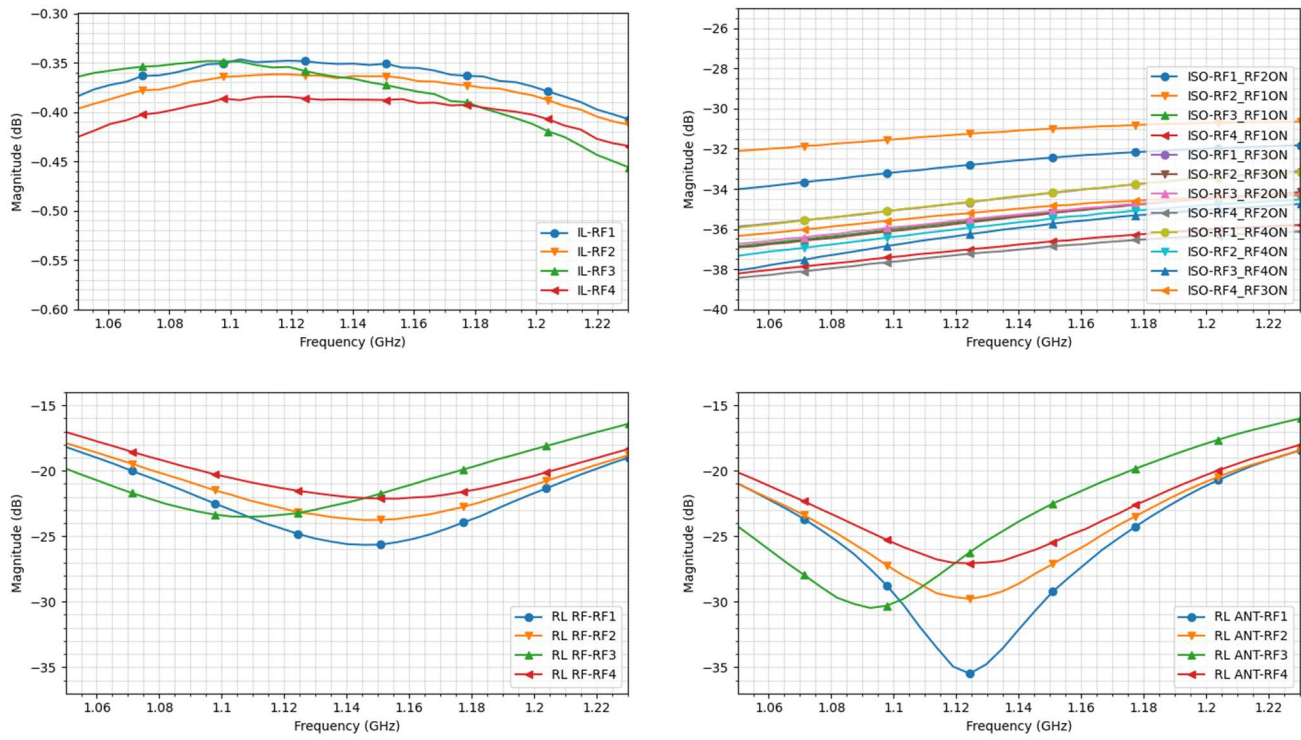 −0.30
−0.35
−0.40
−0.45
−0.50
−0.55
−0.60
Magnitude (dB)
1.06
1.08
1.1
1.12
1.14
1.16
1.18
1.2
1.22
Frequency (GHz)
IL-RF1
IL-RF2
IL-RF3
IL-RF4
−26
−28
−30
−32
−34
−36
−38
−40
Magnitude (dB)
1.06
1.08
1.1
1.12
1.14
1.16
1.18
1.2
1.22
Frequency (GHz)
ISO-RF1_RF2ON
ISO-RF2_RF1ON
ISO-RF3_RF1ON
ISO-RF4_RF1ON
ISO-RF1_RF3ON
ISO-RF2_RF3ON
ISO-RF3_RF2ON
ISO-RF4_RF2ON
ISO-RF1_RF4ON
ISO-RF2_RF4ON
ISO-RF3_RF4ON
ISO-RF4_RF3ON
−15
−20
−25
−30
−35
Magnitude (dB)
1.06
1.08
1.1
1.12
1.14
1.16
1.18
1.2
1.22
Frequency (GHz)
RL RF-RF1
RL RF-RF2
RL RF-RF3
RL RF-RF4
−15
−20
−25
−30
−35
Magnitude (dB)
1.06
1.08
1.1
1.12
1.14
1.16
1.18
1.2
1.22
Frequency (GHz)
RL ANT-RF1
RL ANT-RF2
RL ANT-RF3
RL ANT-RF4